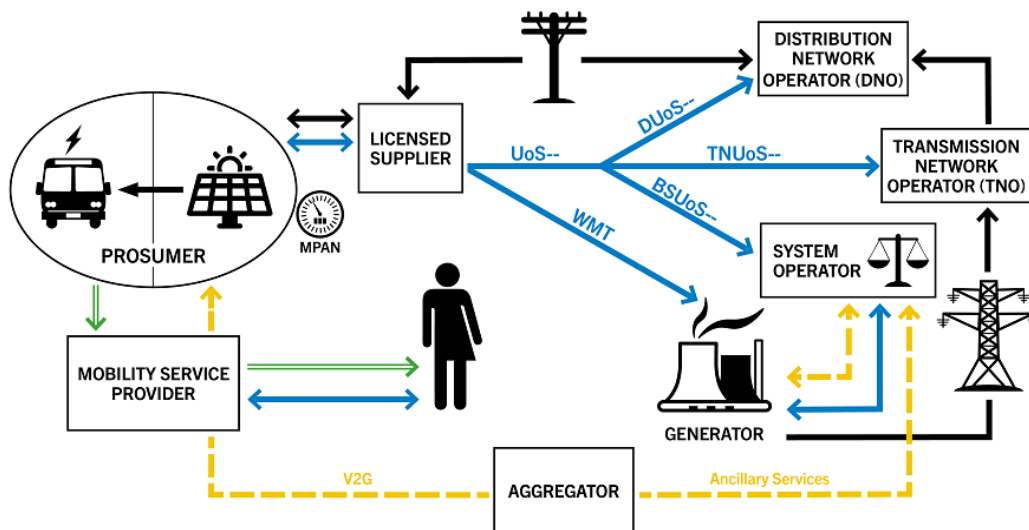 DISTRIBUTION
NETWORK
OPERATOR (DNO)
LICENSED
SUPPLIER
DUoS--
UoS--
TNUoS--
TRANSMISSION
NETWORK
OPERATOR (TNO)
BSUoS--
WMT
MPAN
PROSUMER
SYSTEM
OPERATOR
MOBILITY SERVICE
PROVIDER
GENERATOR
V2G
AGGREGATOR
Ancillary Services